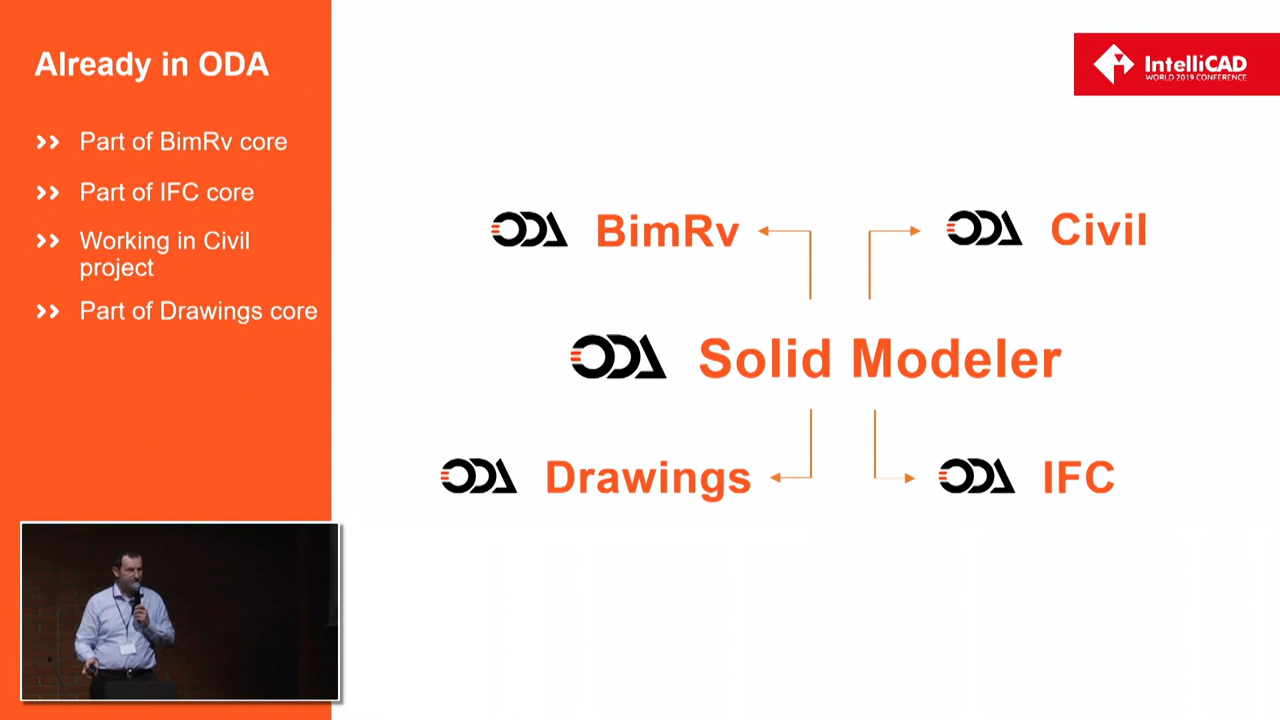 Already in ODA
Part of BimRv core
Part of IFC core
Working in Civil
project
Part of Drawings core
IntelliCAD
WORLD 2019 CONFERENCE
ODA BimRv
ODA Civil
ODA Solid Modeler
ODA Drawings
ODA IFC